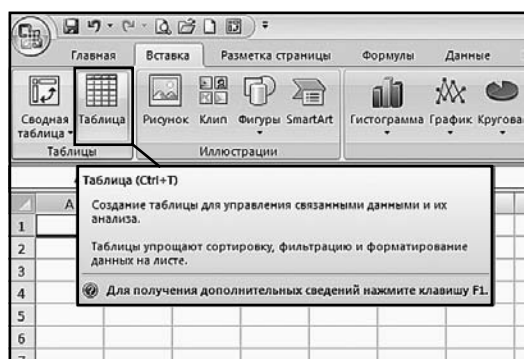 Главная Вставка Разметка страницы Формулы Данные
Сводная таблица Таблица Рисунок Клип Фигуры SmartArt Гистограмма График Кругова
Таблицы Иллюстрации
Таблица (Ctrl+T)
Создание таблицы для управления связанными данными и их
анализа.
Таблицы упрощают сортировку, фильтрацию и форматирование
данных на листе.
Для получения дополнительных сведений нажмите клавишу F1.
A
1
2
3
4
5
6